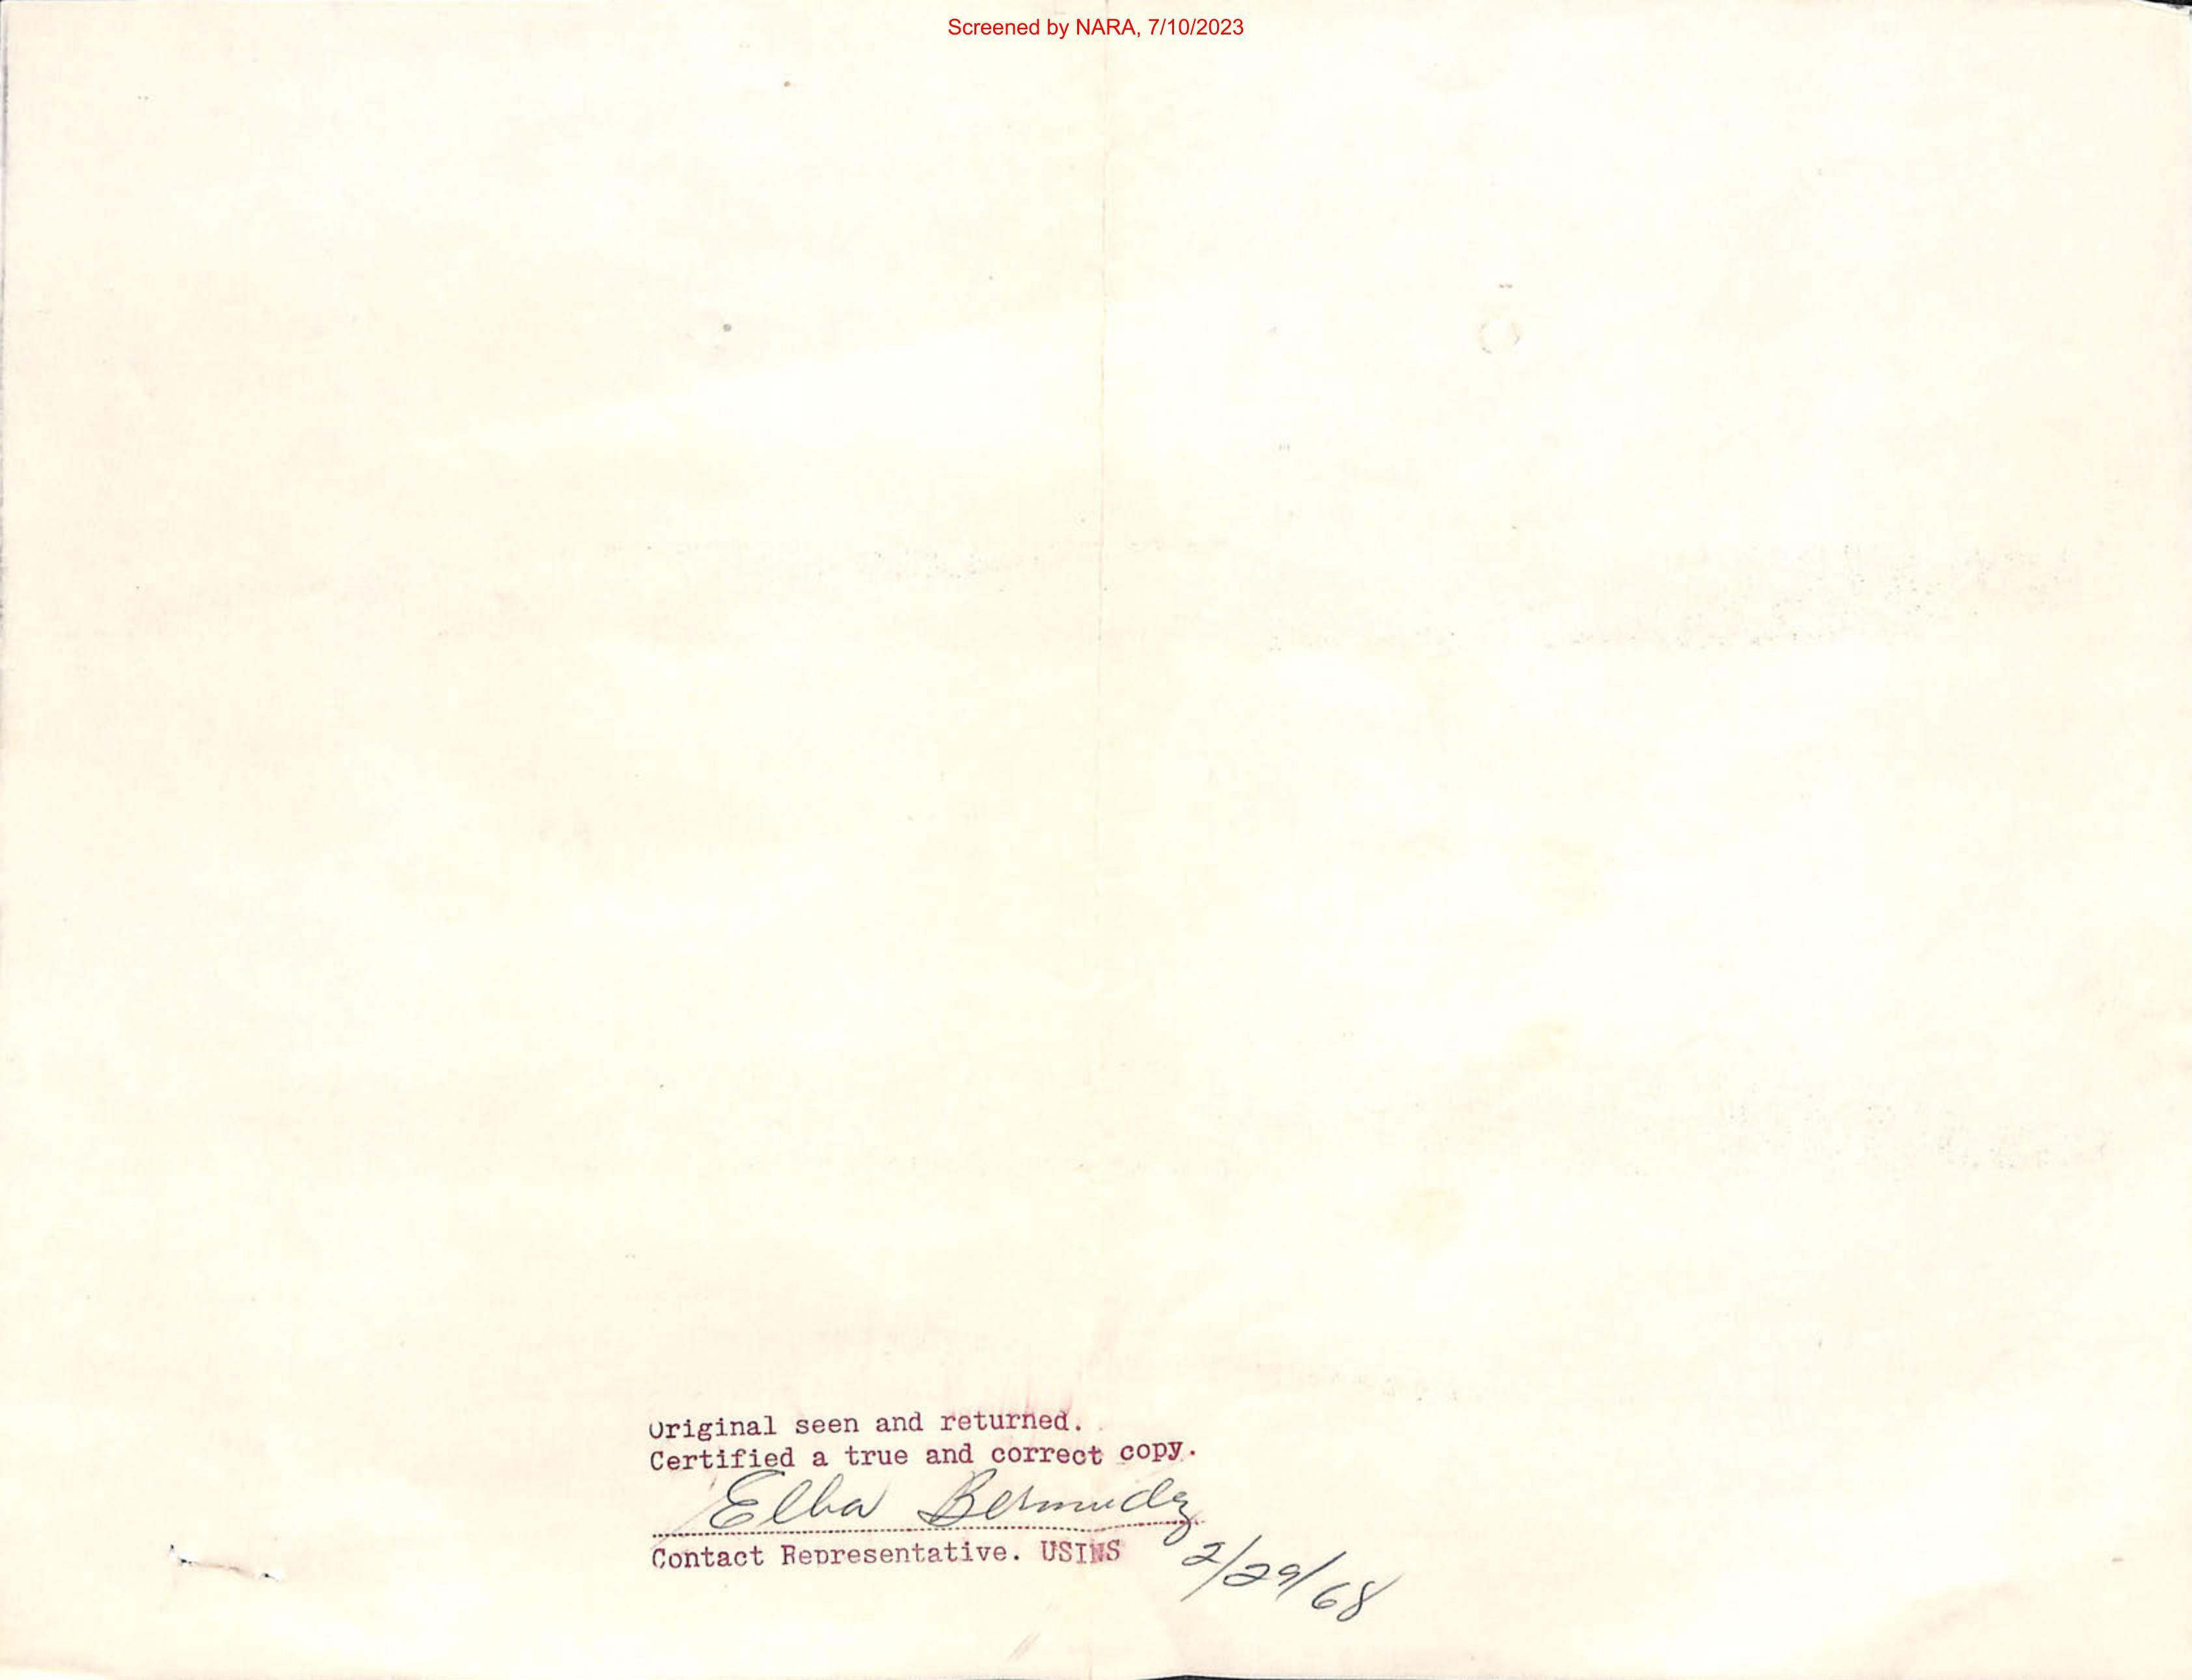 Screened by NARA, 7/10/2023
Original seen and returned.
Certified a true and correct copy.
Elba Bermudez
Contact Representative. USINS
2/29/68